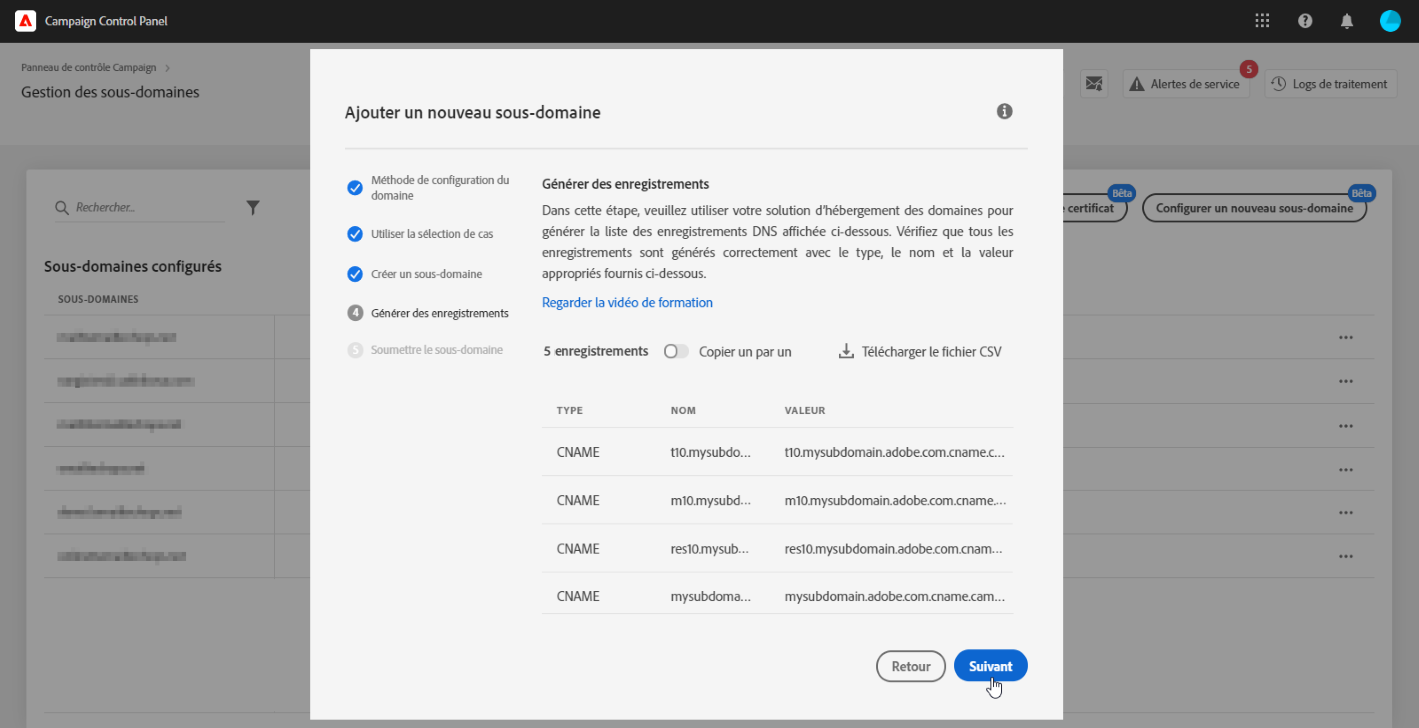 Campaign Control Panel
Panneau de contrôle Campaign >
Gestion des sous-domaines
5
Alertes de service
Logs de traitement
Rechercher...
Bêta
certificat
Bêta
Configurer un nouveau sous-domaine
Sous-domaines configurés
SOUS-DOMAINES
Ajouter un nouveau sous-domaine
Méthode de configuration du
domaine
Utiliser la sélection de cas
Créer un sous-domaine
4 Générer des enregistrements
5 Soumettre le sous-domaine
Générer des enregistrements
Dans cette étape, veuillez utiliser votre solution d'hébergement des domaines pour
générer la liste des enregistrements DNS affichée ci-dessous. Vérifiez que tous les
enregistrements sont générés correctement avec le type, le nom et la valeur
appropriés fournis ci-dessous.
Regarder la vidéo de formation
5 enregistrements Copier un par un Télécharger le fichier CSV
TYPE NOM VALEUR
CNAME t10.mysubdo... t10.mysubdomain.adobe.com.cname.c...
CNAME m10.mysubd... m10.mysubdomain.adobe.com.cname....
CNAME res10.mysub... res10.mysubdomain.adobe.com.cnam...
CNAME mysubdoma... mysubdomain.adobe.com.cname.cam...
Retour Suivant